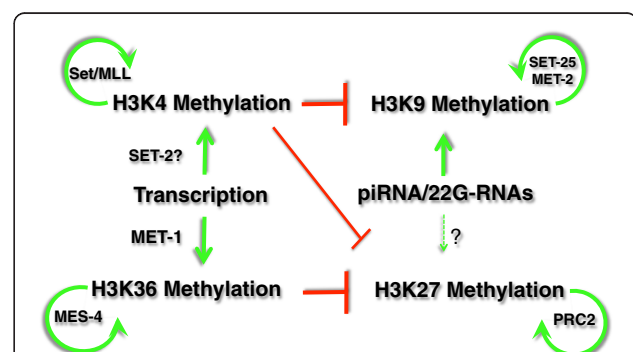 Set/MLL
SET-25
MET-2
H3K4 Methylation
H3K9 Methylation
SET-2?
Transcription
piRNA/22G-RNAs
MET-1
?
H3K36 Methylation
H3K27 Methylation
MES-4
PRC2